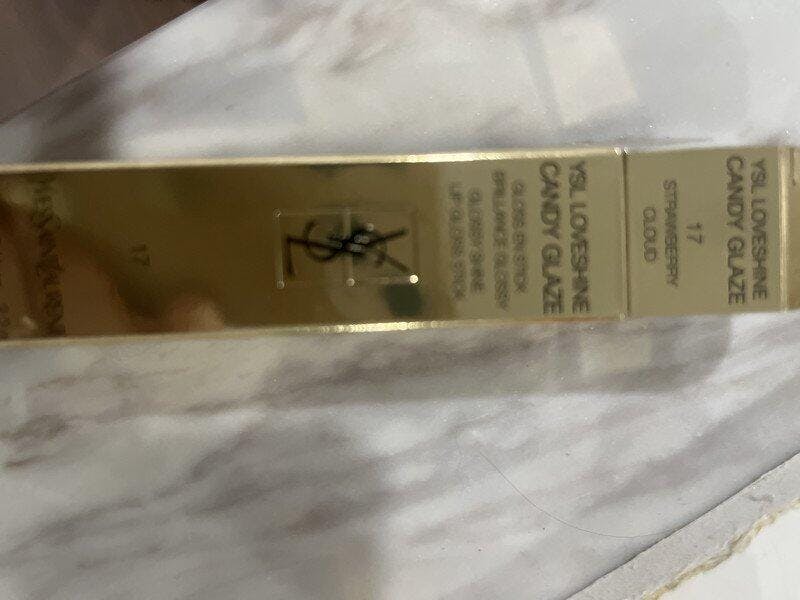 YSL LOVESHINE
CANDY GLAZE
17
STRAWBERRY
CLOUD
YSL LOVESHINE
CANDY GLAZE
GLOSS EN STICK
BRILLANCE GLOSSY
GLOSSY SHINE
LIP GLOSS STICK
YSL
17